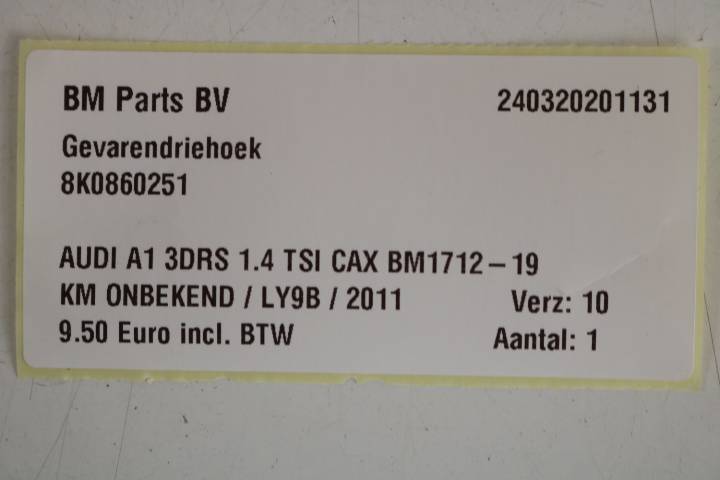 BM Parts BV 240320201131
Gevarendriehoek
8K0860251
AUDI A1 3DRS 1.4 TSI CAX BM1712-19
KM ONBEKEND / LY9B / 2011 Verz: 10
9.50 Euro incl. BTW Aantal: 1